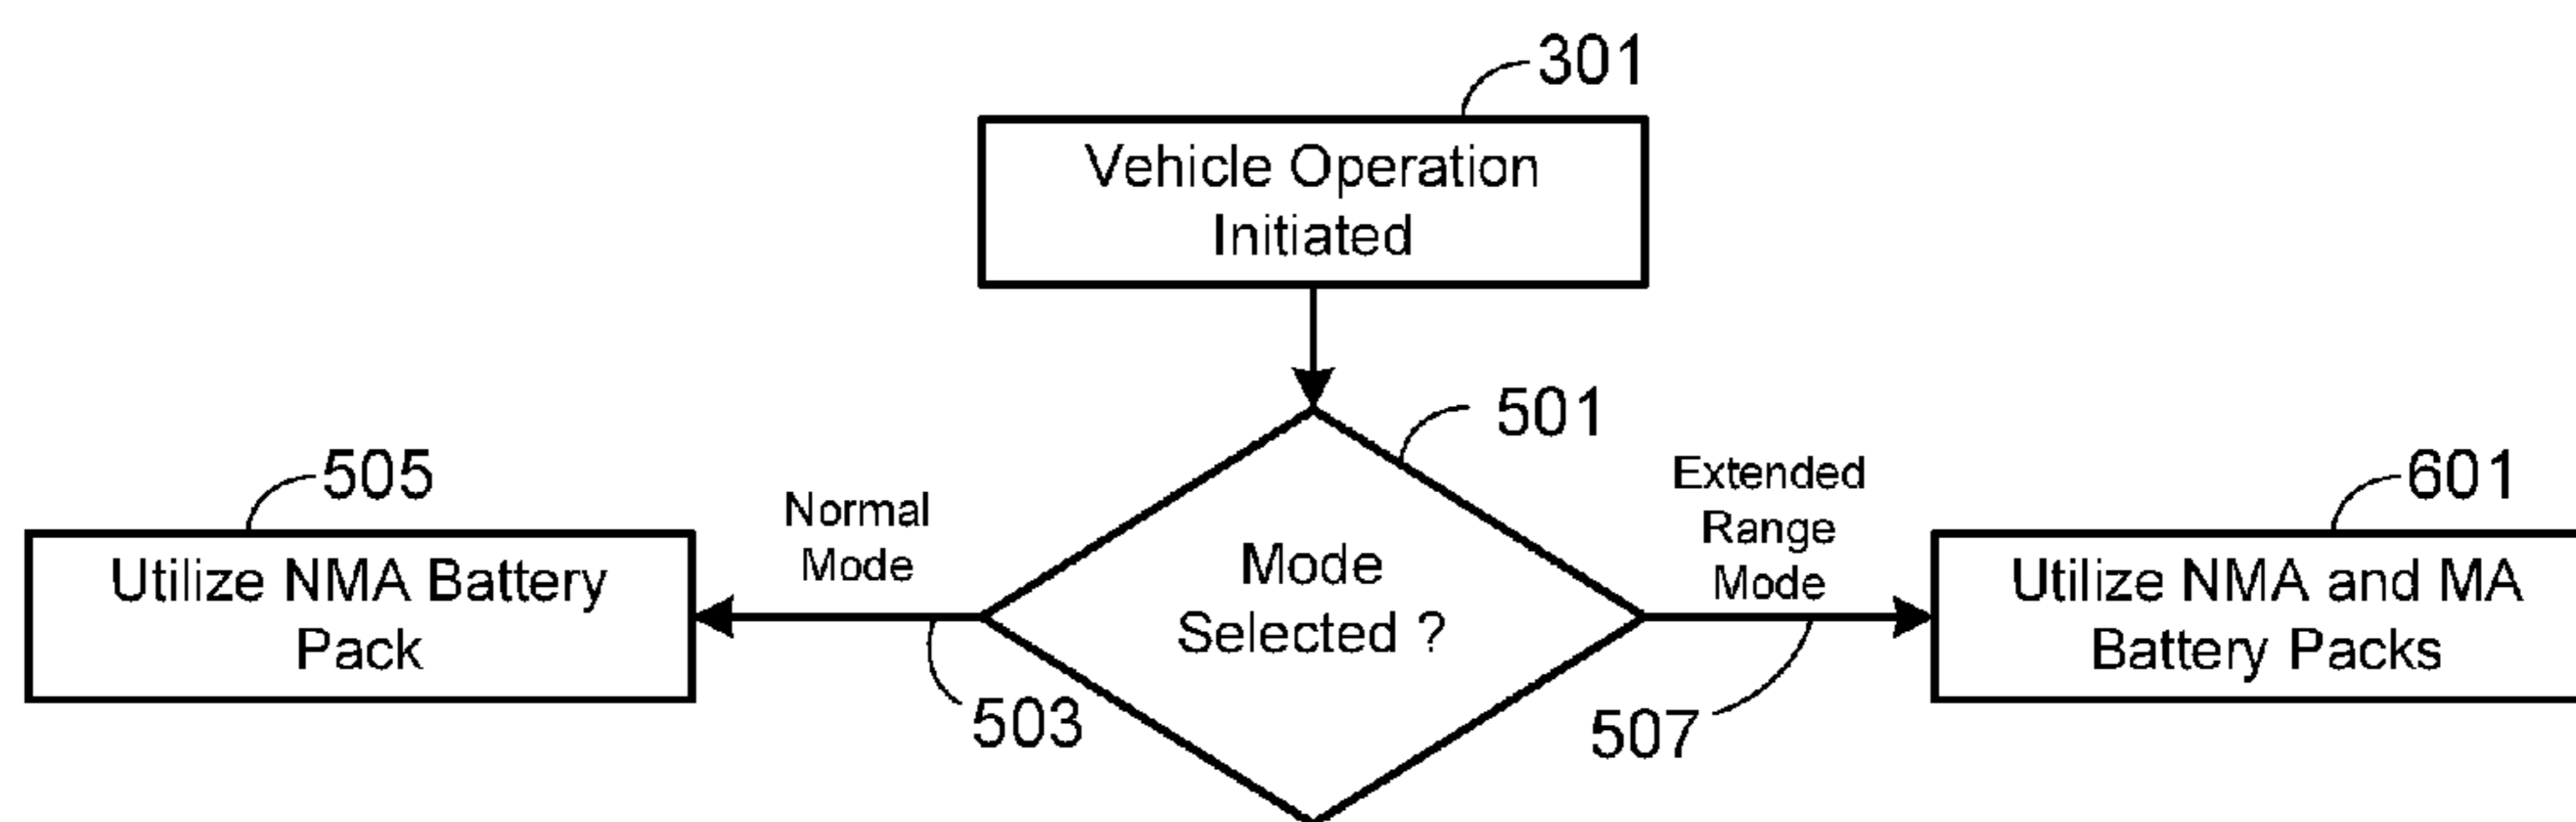 301
Vehicle Operation
Initiated
501
505
Normal
Mode
Extended
Range
Mode
601
Utilize NMA Battery
Pack
Mode
Selected ?
Utilize NMA and MA
Battery Packs
503
507